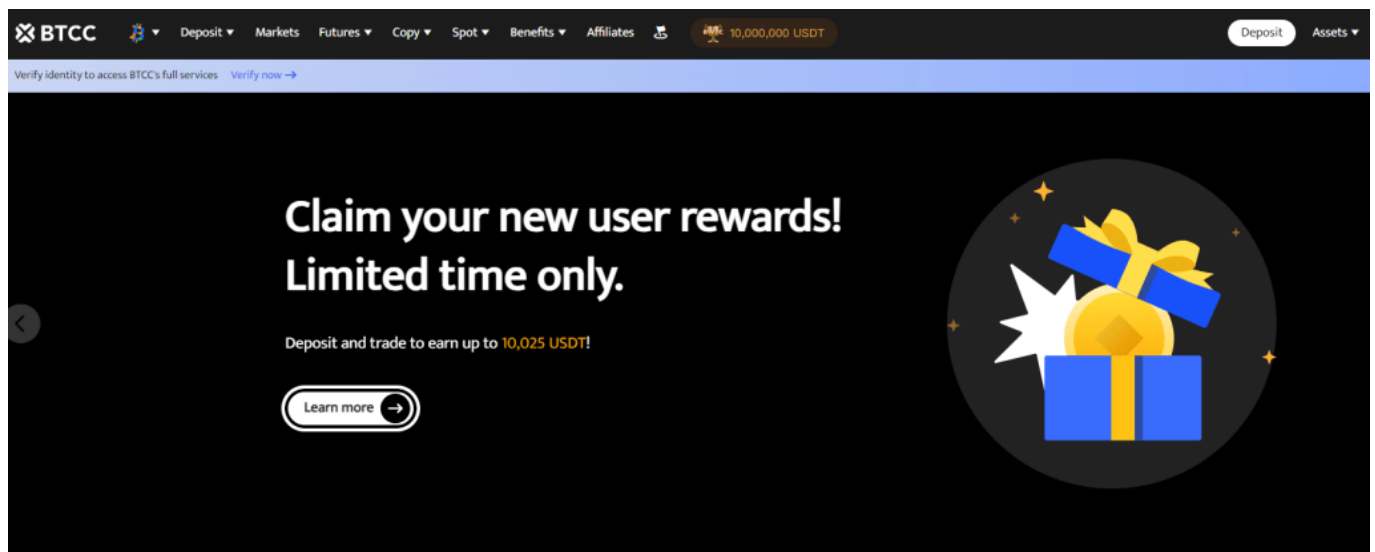 BTCC Deposit Markets Futures Copy Spot Benefits Affiliates 10,000,000 USDT Deposit Assets
Verify identity to access BTCC's full services Verify now →
Claim your new user rewards!
Limited time only.
Deposit and trade to earn up to 10,025 USDT!
Learn more →